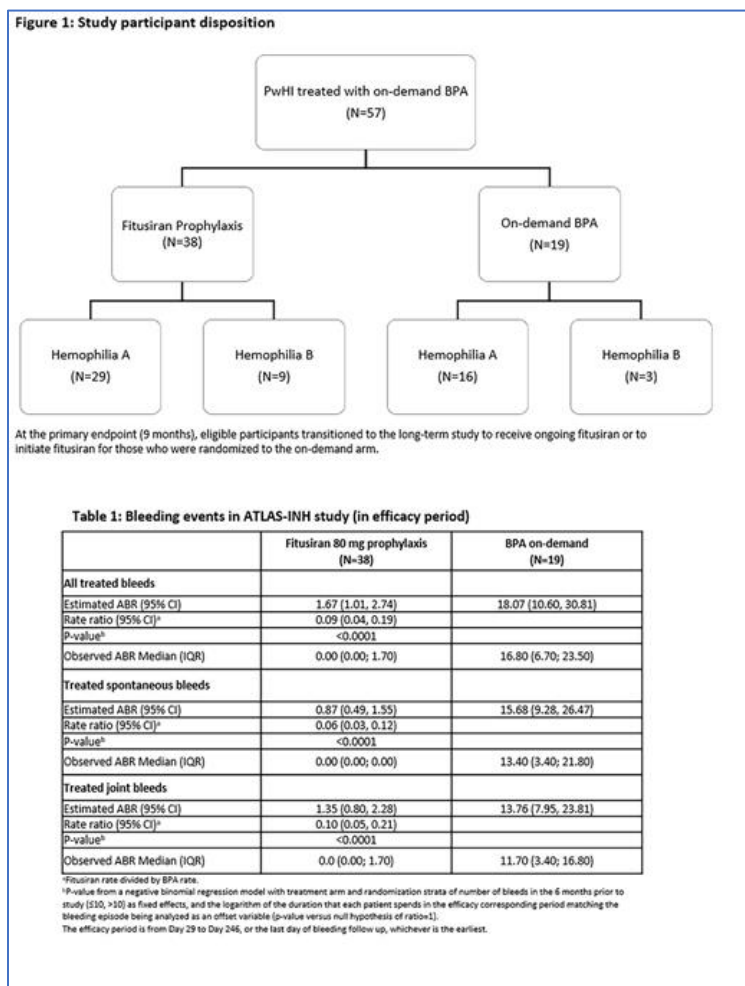 Figure 1: Study participant disposition
PwHI treated with on-demand BPA
(N=57)
Fitusiran Prophylaxis
(N=38)
On-demand BPA
(N=19)
Hemophilia A
(N=29)
Hemophilia B
(N=9)
Hemophilia A
(N=16)
Hemophilia B
(N=3)
At the primary endpoint (9 months), eligible participants transitioned to the long-term study to receive ongoing fitusiran or to
initiate fitusiran for those who were randomized to the on-demand arm.
Table 1: Bleeding events in ATLAS-INH study (in efficacy period)
Fitusiran 80 mg prophylaxis
(N=38)
BPA on-demand
(N=19)
All treated bleeds
Estimated ABR (95% CI) 1.67 (1.01, 2.74) 18.07 (10.60, 30.81)
Rate ratio (95% CI)ᵃ 0.09 (0.04, 0.19)
P-valueᵇ <0.0001
Observed ABR Median (IQR) 0.00 (0.00; 1.70) 16.80 (6.70; 23.50)
Treated spontaneous bleeds
Estimated ABR (95% CI) 0.87 (0.49, 1.55) 15.68 (9.28, 26.47)
Rate ratio (95% CI)ᵃ 0.06 (0.03, 0.12)
P-valueᵇ <0.0001
Observed ABR Median (IQR) 0.00 (0.00; 0.00) 13.40 (3.40; 21.80)
Treated joint bleeds
Estimated ABR (95% CI) 1.35 (0.80, 2.28) 13.76 (7.95, 23.81)
Rate ratio (95% CI)ᵃ 0.10 (0.05, 0.21)
P-valueᵇ <0.0001
Observed ABR Median (IQR) 0.0 (0.00; 1.70) 11.70 (3.40; 16.80)
ᵃFitusiran rate divided by BPA rate.
ᵇP-value from a negative binomial regression model with treatment arm and randomization strata of number of bleeds in the 6 months prior to
study (≤10, >10) as fixed effects, and the logarithm of the duration that each patient spends in the efficacy corresponding period matching the
bleeding episode being analyzed as an offset variable (p-value versus null hypothesis of ratio=1).
The efficacy period is from Day 29 to Day 246, or the last day of bleeding follow up, whichever is the earliest.